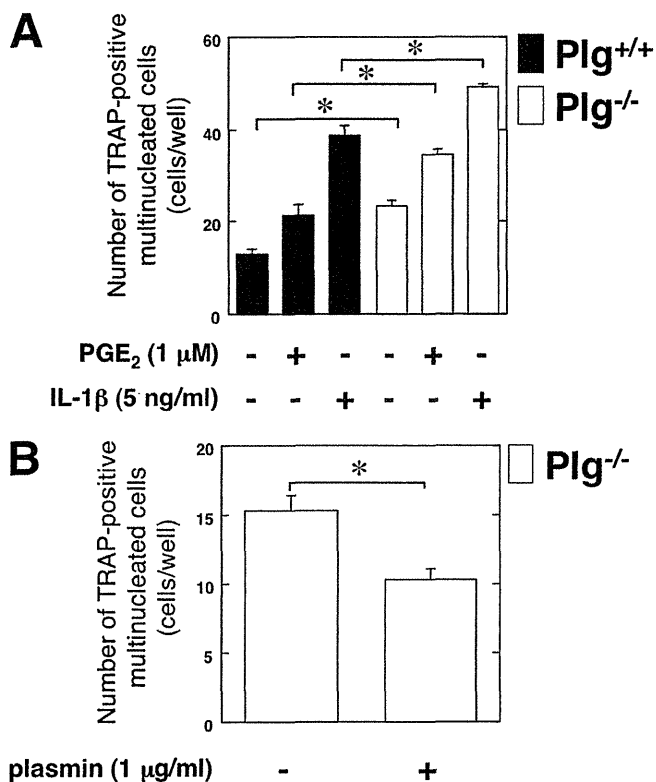 A
Number of TRAP-positive
multinucleated cells
(cells/well)
60
40
20
0
*
*
*
Plg+/+
Plg-/-
PGE2 (1 μM) - + - - + -
IL-1β (5 ng/ml) - - + - - +
B
Number of TRAP-positive
multinucleated cells
(cells/well)
20
15
10
5
0
*
Plg-/-
plasmin (1 μg/ml) - +